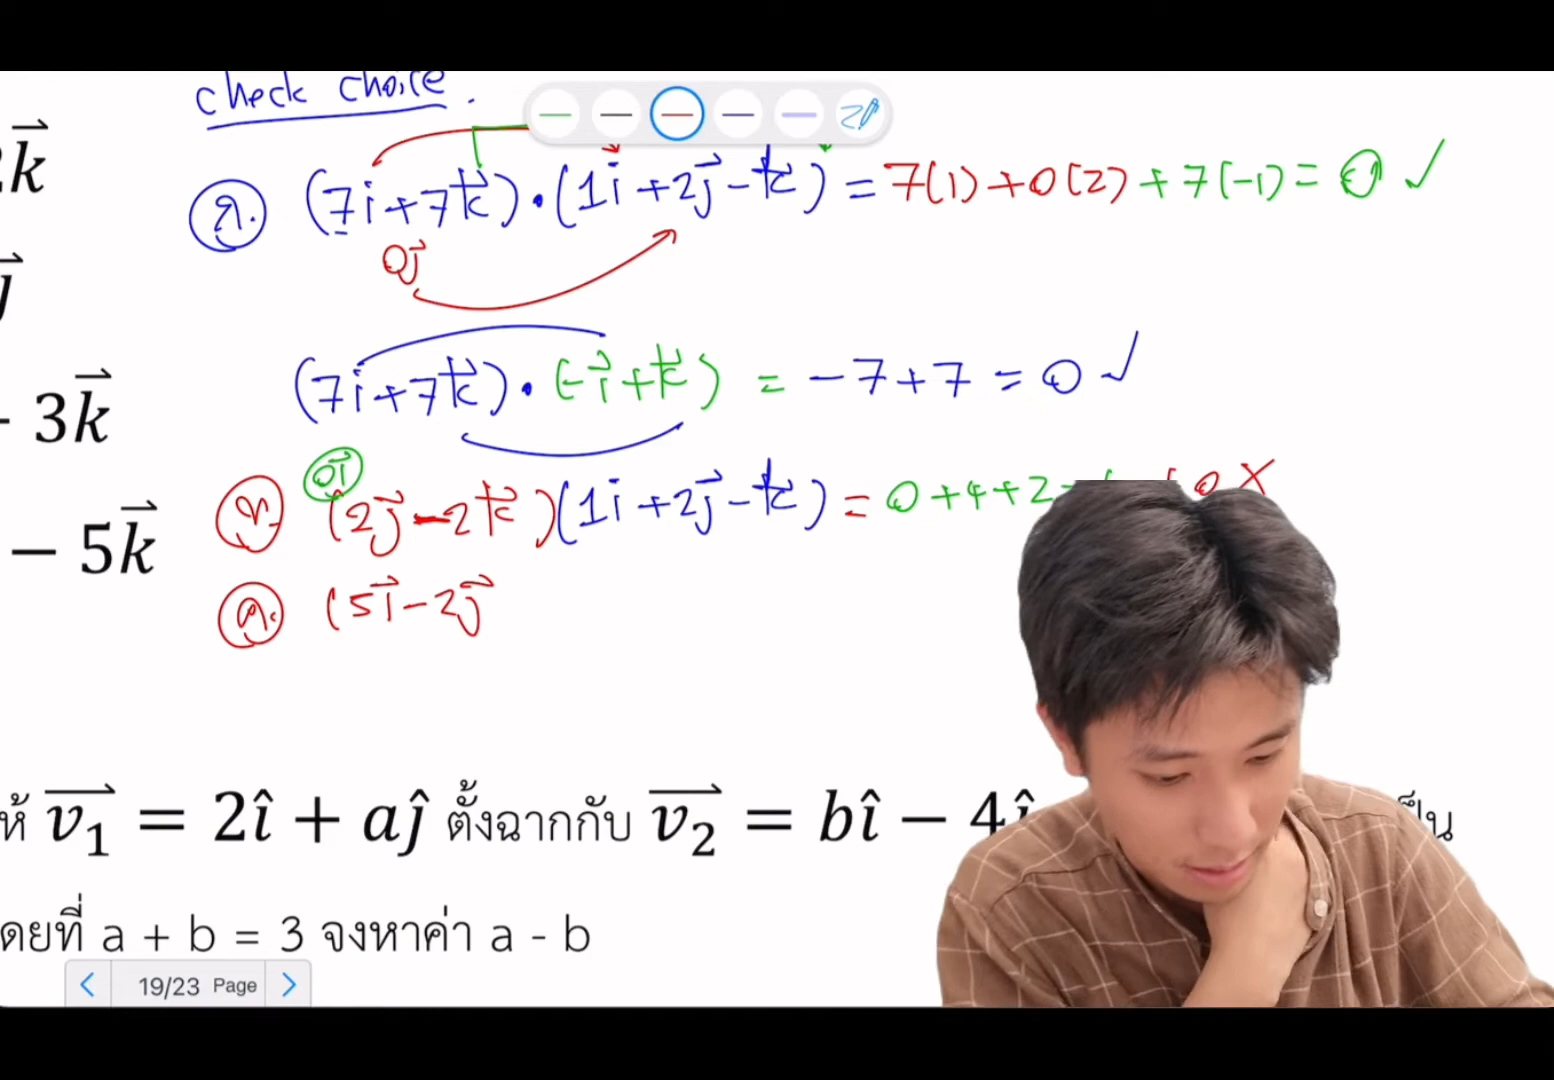 check choice.
k
(7i + 7k) · (1i + 2j - k) = 7(1) + 0(2) + 7(-1) = 0 ✓
0j
j
(7i + 7k) · (-i + k) = -7 + 7 = 0 ✓
3k
0i
ข. (2j - 2k)(1i + 2j - k) = 0 + 4 + 2
0 X
- 5k
ค. (5i - 2j
v₁ = 2î + aĵ ตั้งฉากกับ v₂ = bî - 4
ดยที่ a + b = 3 จงหาค่า a - b
19/23 Page